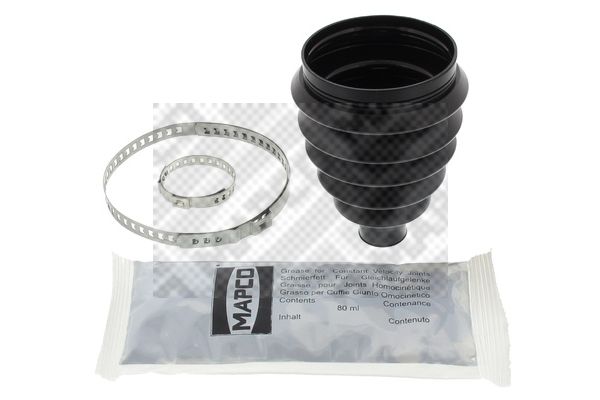 MAPCO
Grease for Constant Velocity Joints
Schmierfett Für Gleichlaufgelenke
Graisse pour Joints Homocinétique
Grasso per Cuffie Giunto Omocinetico
Contents Contenance
80 ml
Inhalt Contenuto